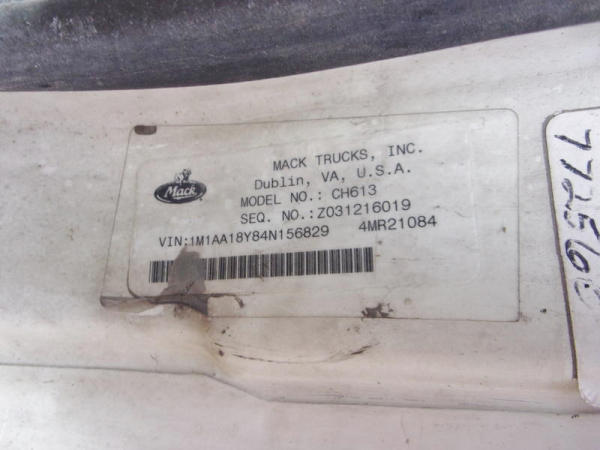 MACK TRUCKS, INC.
Dublin, VA, U.S.A.
MODEL NO.: CH613
SEQ. NO.:Z031216019
VIN:1M1AA18Y84N156829 4MR21084
Mack